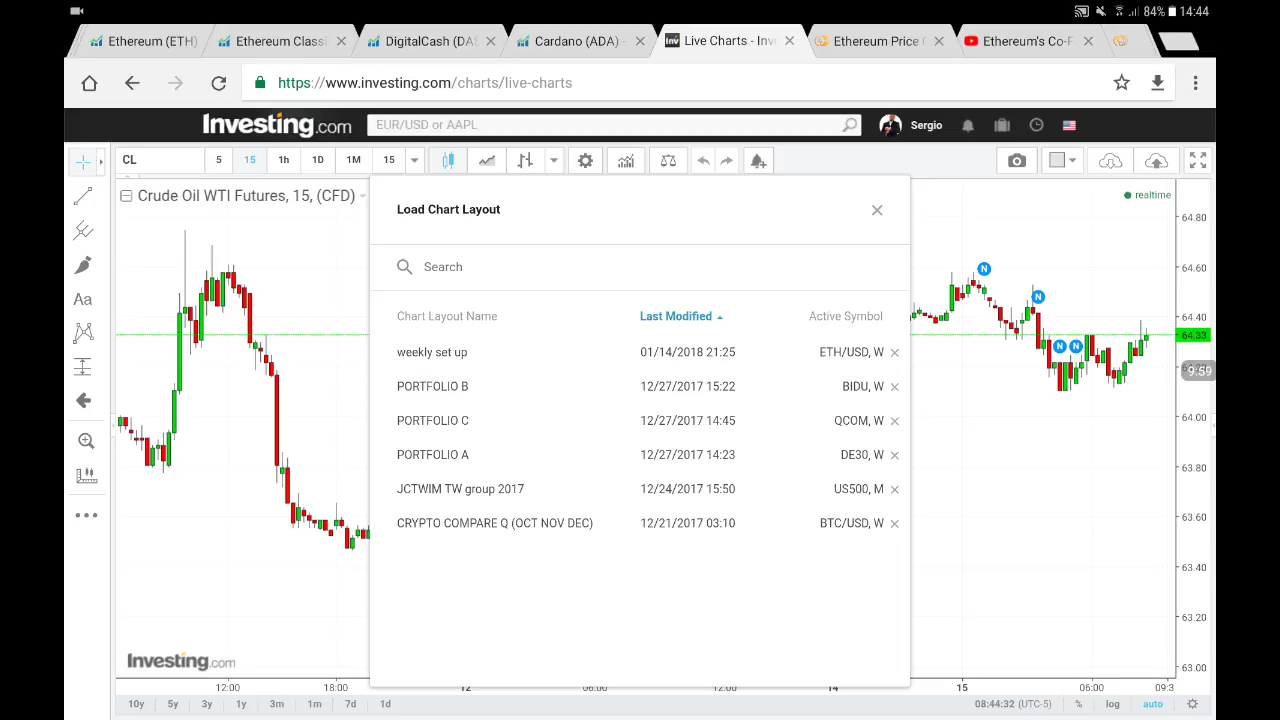 84% 14:44
Ethereum (ETH) Ethereum Classi DigitalCash (DAS Cardano (ADA) - Live Charts - Inve Ethereum Price C Ethereum's Co-F
https://www.investing.com/charts/live-charts
Investing.com EUR/USD or AAPL Sergio
CL 5 15 1h 1D 1M 15
Crude Oil WTI Futures, 15, (CFD)
realtime
Load Chart Layout
Search
Chart Layout Name Last Modified Active Symbol
weekly set up 01/14/2018 21:25 ETH/USD, W
PORTFOLIO B 12/27/2017 15:22 BIDU, W
PORTFOLIO C 12/27/2017 14:45 QCOM, W
PORTFOLIO A 12/27/2017 14:23 DE30, W
JCTWIM TW group 2017 12/24/2017 15:50 US500, M
CRYPTO COMPARE Q (OCT NOV DEC) 12/21/2017 03:10 BTC/USD, W
Aa
N
N
N N
64.80
64.60
64.40
64.33
9:59
64.00
63.80
63.60
63.40
63.20
63.00
Investing.com
12:00 18:00 12 06:00 12:00 14 15 06:00 09:3
10y 5y 3y 1y 3m 1m 7d 1d 08:44:32 (UTC-5) % log auto